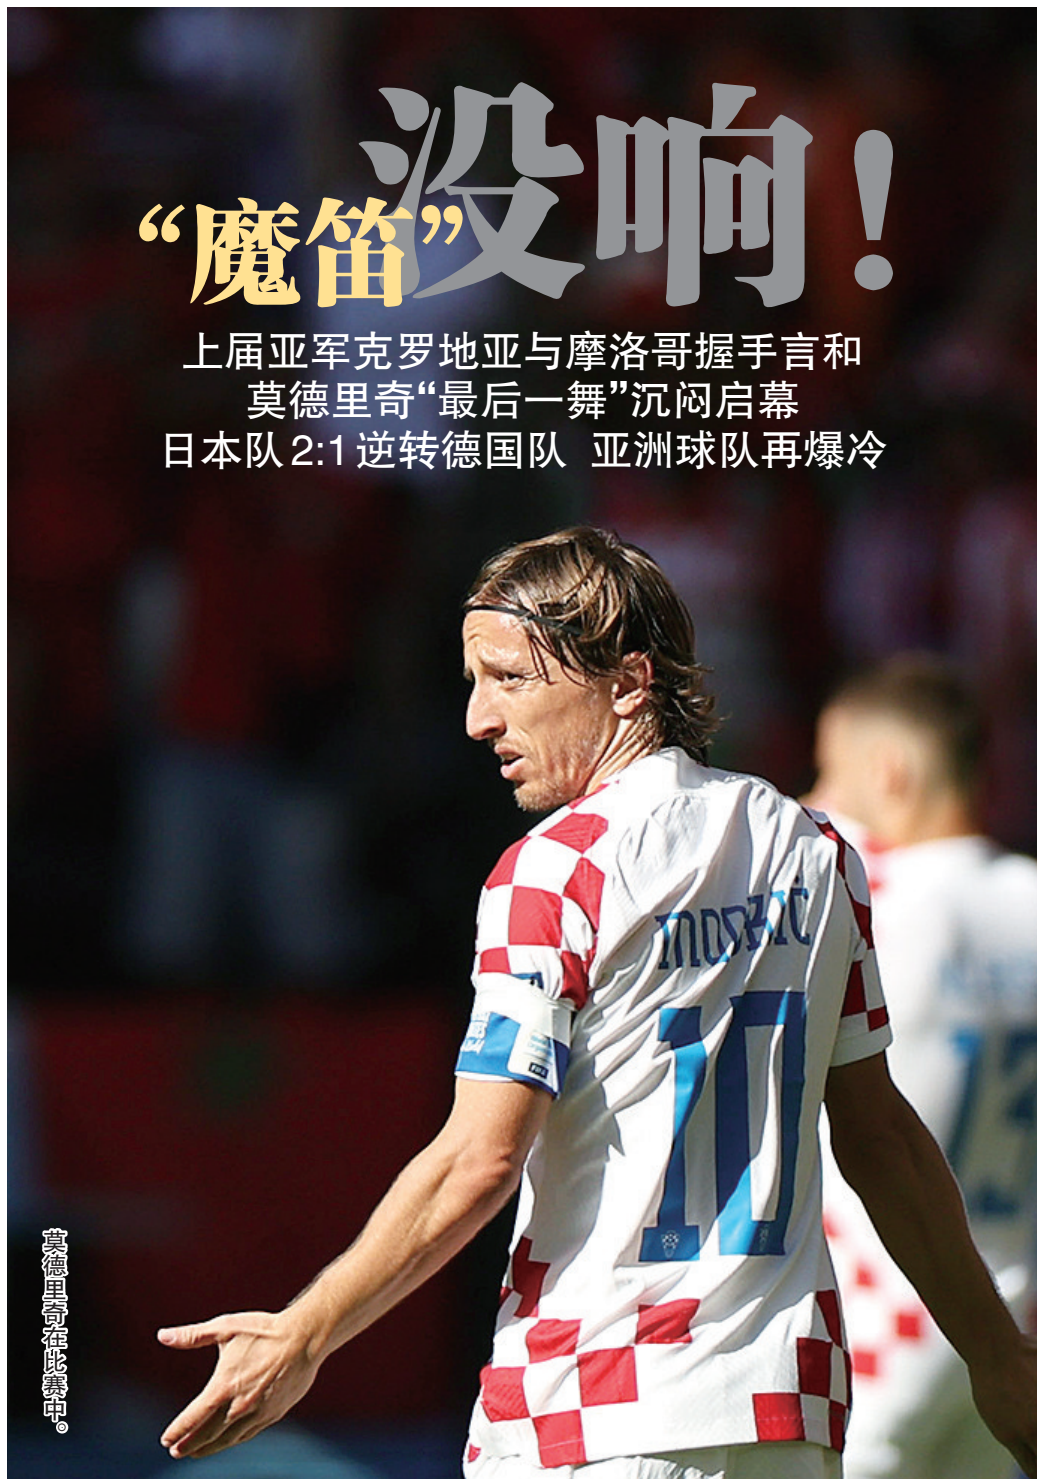 “魔笛”没响！
上届亚军克罗地亚与摩洛哥握手言和
莫德里奇“最后一舞”沉闷启幕
日本队2:1逆转德国队 亚洲球队再爆冷
MODRIĆ
10
13
FIFA
莫德里奇在比赛中。